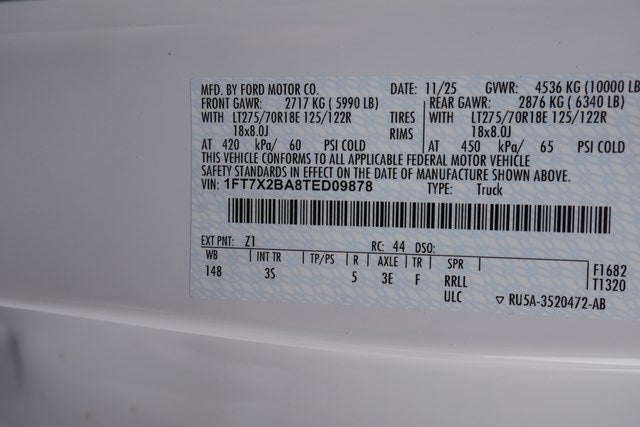 MFD. BY FORD MOTOR CO. DATE: 11/25 GVWR: 4536 KG (10000 LB
FRONT GAWR: 2717 KG ( 5990 LB) REAR GAWR: 2876 KG ( 6340 LB)
WITH LT275/70R18E 125/122R TIRES WITH LT275/70R18E 125/122R
18x8.0J RIMS 18x8.0J
AT 420 kPa/ 60 PSI COLD AT 450 kPa/ 65 PSI COLD
THIS VEHICLE CONFORMS TO ALL APPLICABLE FEDERAL MOTOR VEHICLE
SAFETY STANDARDS IN EFFECT ON THE DATE OF MANUFACTURE SHOWN ABOVE.
VIN: 1FT7X2BA8TED09878 TYPE: Truck
EXT PNT: Z1 RC: 44 DSO:
WB INT TR TP/PS R AXLE TR SPR F1682
148 3S 5 3E F RRLL T1320
ULC ▽ RU5A-3520472-AB